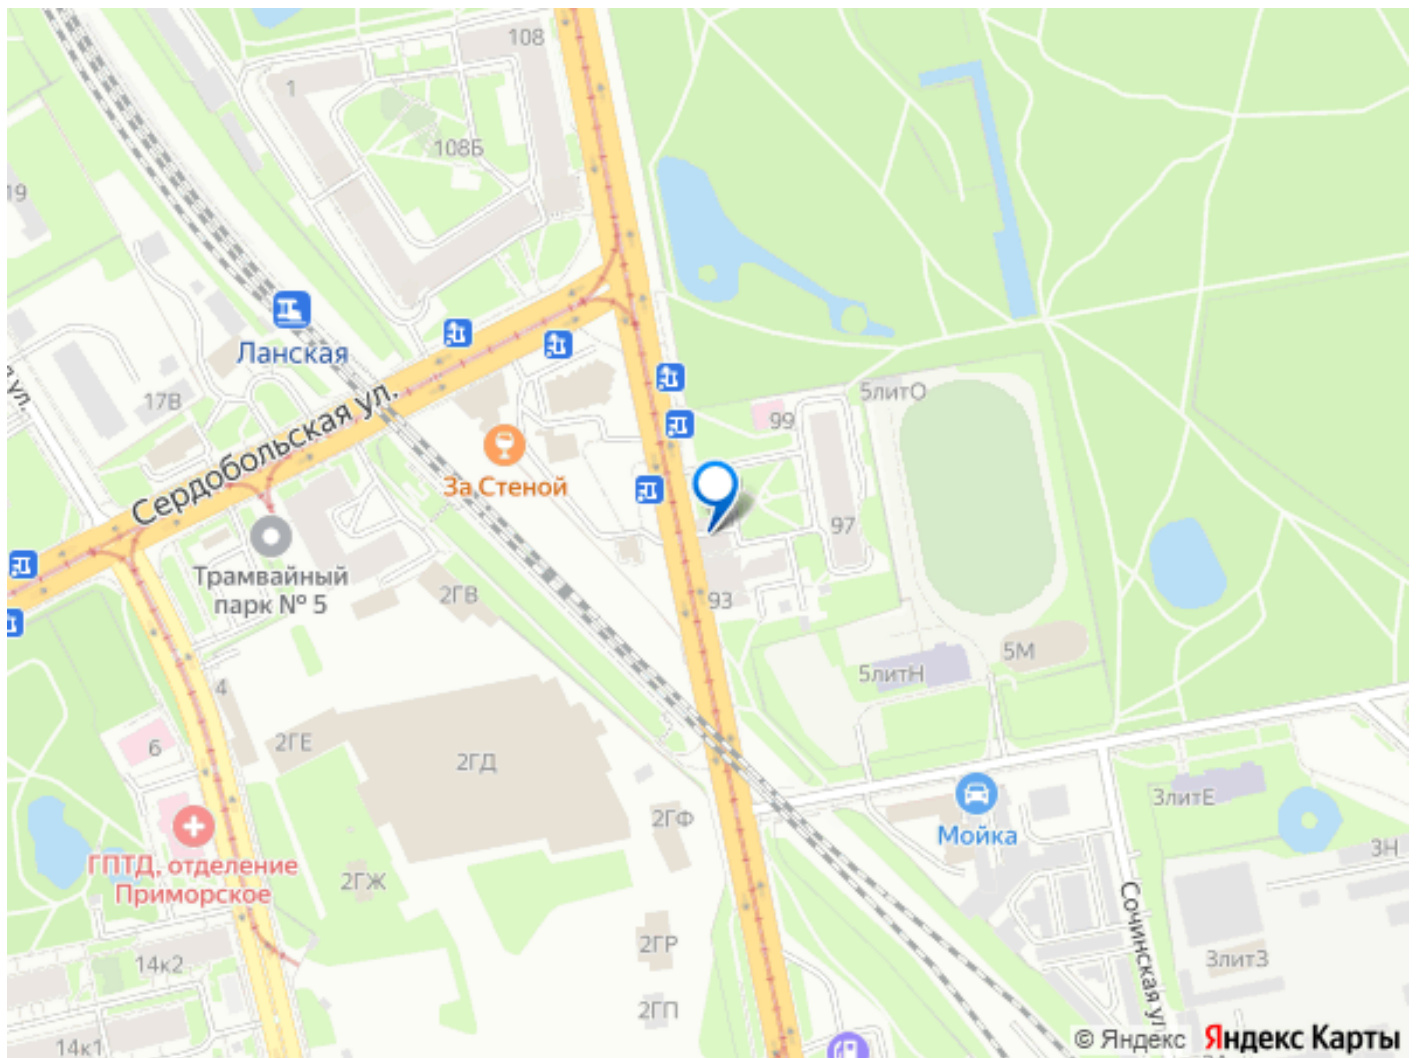 108
1
108Б
19
Ланская
5литО
17В
99
Сердобольская ул.
За Стеной
97
Трамвайный
парк № 5
2ГВ
93
5М
5литН
4
6
2ГЕ
2ГД
3литЕ
2ГФ
Мойка
3Н
ГПТД, отделение
Приморское
2ГЖ
Сочинская ул
2ГР
14к2
3литЗ
2ГП
14к1
© Яндекс Яндекс Карты